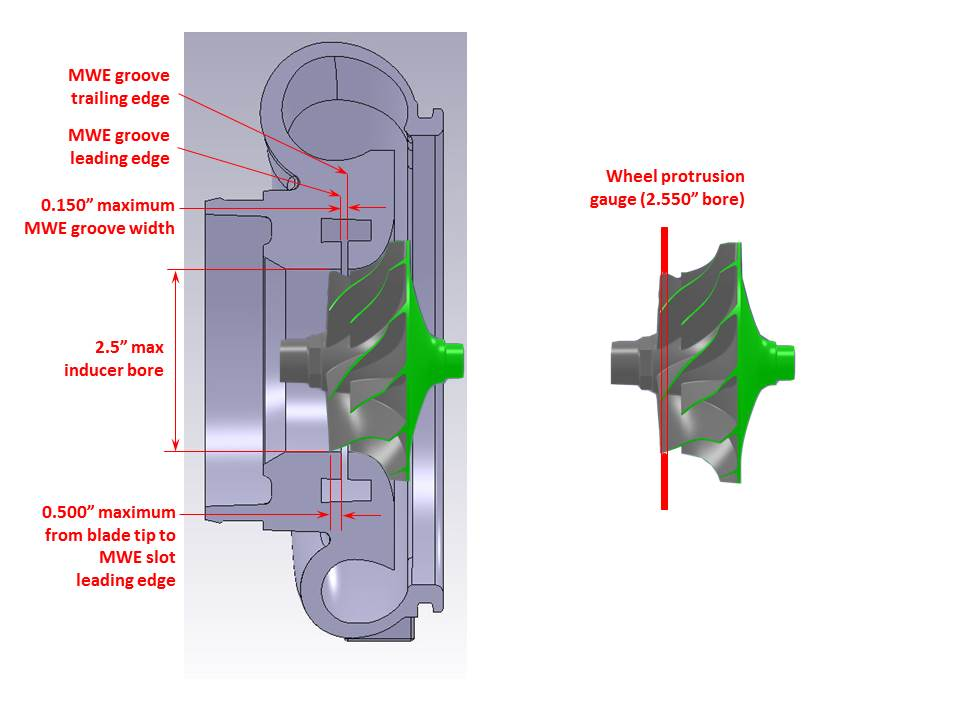 MWE groove
trailing edge
MWE groove
leading edge
0.150” maximum
MWE groove width
2.5” max
inducer bore
0.500” maximum
from blade tip to
MWE slot
leading edge
Wheel protrusion
gauge (2.550” bore)